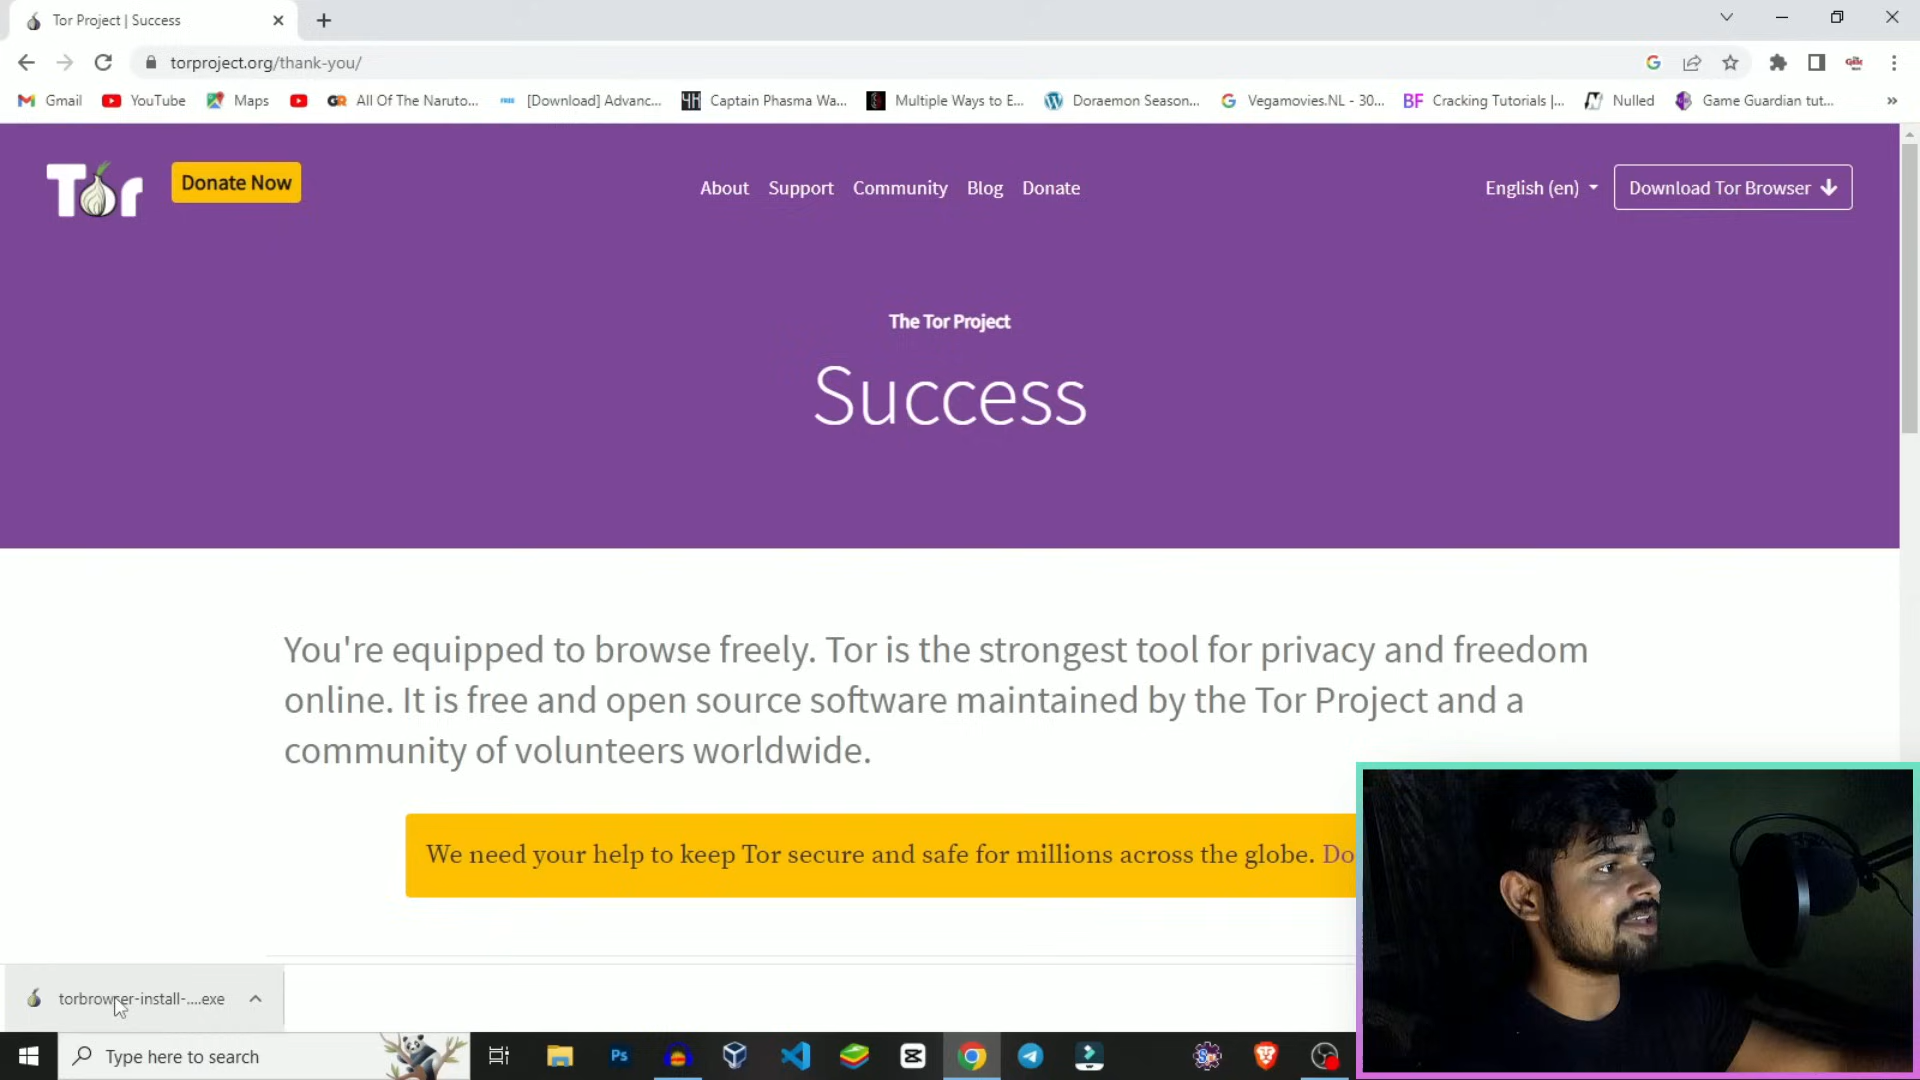 Tor Project | Success
torproject.org/thank-you/
Gmail YouTube Maps All Of The Naruto... [Download] Advanc... Captain Phasma Wa... Multiple Ways to E... Doraemon Season... Vegamovies.NL - 30... BF Cracking Tutorials |... Nulled Game Guardian tut... »
Tor Donate Now About Support Community Blog Donate English (en) Download Tor Browser
The Tor Project
Success
You're equipped to browse freely. Tor is the strongest tool for privacy and freedom
online. It is free and open source software maintained by the Tor Project and a
community of volunteers worldwide.
We need your help to keep Tor secure and safe for millions across the globe. Do
torbrowser-install-....exe
Type here to search Ps